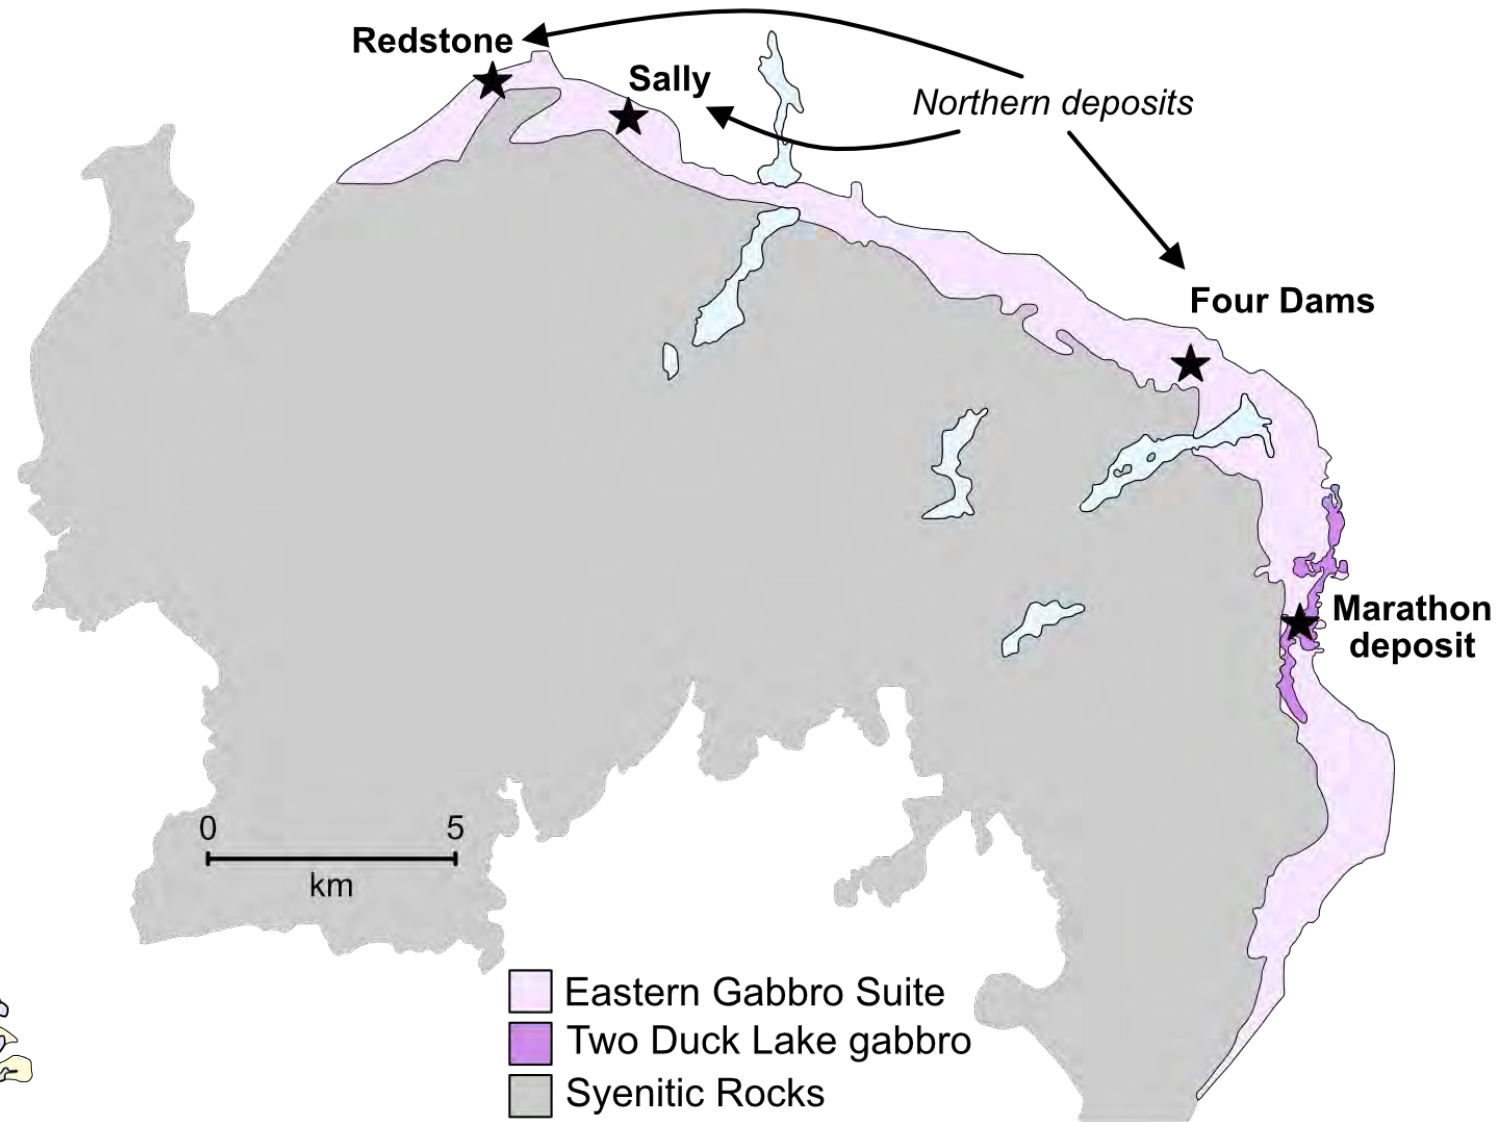 Redstone
Sally
Northern deposits
Four Dams
Marathon
deposit
0 5
km
Eastern Gabbro Suite
Two Duck Lake gabbro
Syenitic Rocks